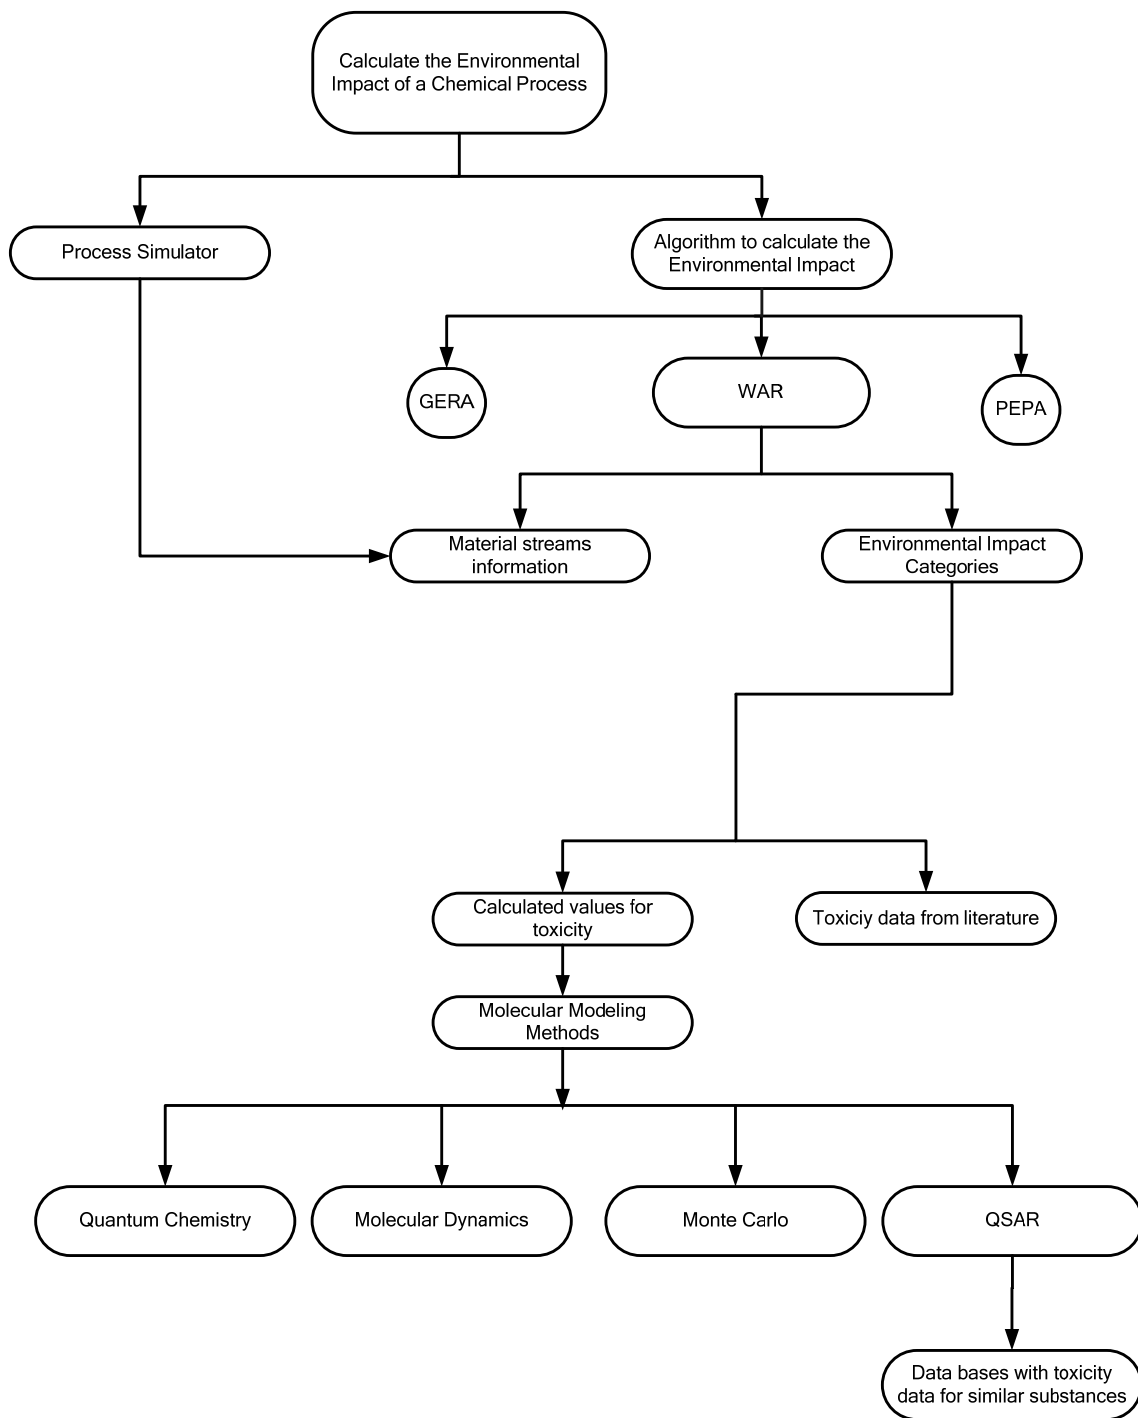 Calculate the Environmental
Impact of a Chemical Process
Process Simulator
Algorithm to calculate the
Environmental Impact
GERA
WAR
PEPA
Material streams
information
Environmental Impact
Categories
Calculated values for
toxicity
Toxiciy data from literature
Molecular Modeling
Methods
Quantum Chemistry
Molecular Dynamics
Monte Carlo
QSAR
Data bases with toxicity
data for similar substances